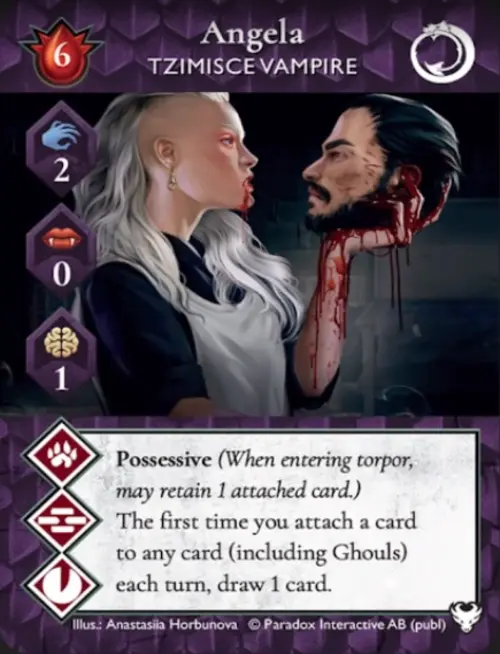 6
Angela
TZIMISCE VAMPIRE
2
0
1
Possessive (When entering torpor,
may retain 1 attached card.)
The first time you attach a card
to any card (including Ghouls)
each turn, draw 1 card.
Illus.: Anastasiia Horbunova © Paradox Interactive AB (publ)